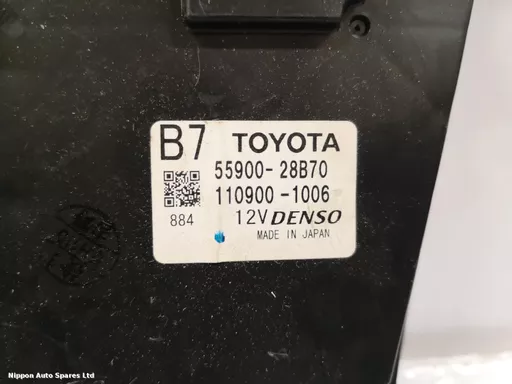 B7 TOYOTA
55900-28B70
110900-1006
884 12V DENSO
MADE IN JAPAN
Nippon Auto Spares Ltd